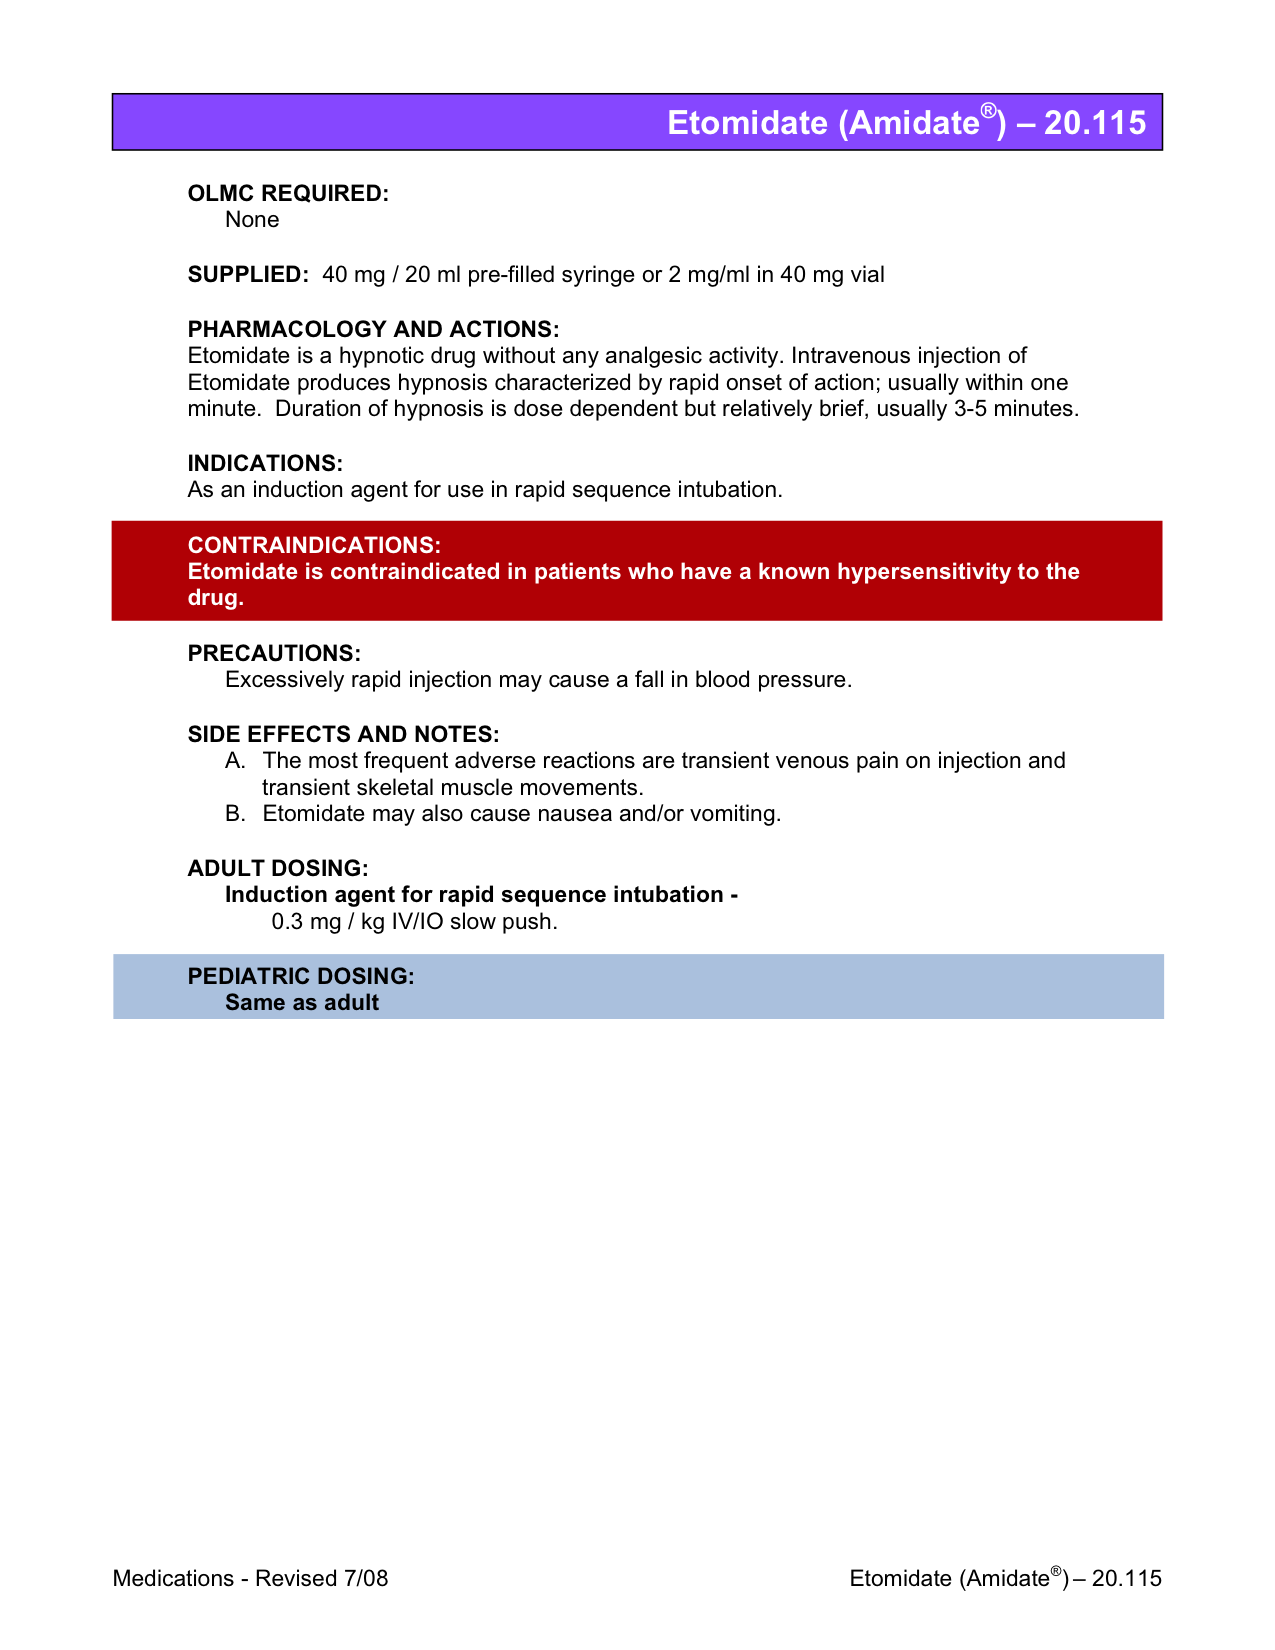 Etomidate (Amidate®) – 20.115
OLMC REQUIRED:
None
SUPPLIED: 40 mg / 20 ml pre-filled syringe or 2 mg/ml in 40 mg vial
PHARMACOLOGY AND ACTIONS:
Etomidate is a hypnotic drug without any analgesic activity. Intravenous injection of
Etomidate produces hypnosis characterized by rapid onset of action; usually within one
minute. Duration of hypnosis is dose dependent but relatively brief, usually 3-5 minutes.
INDICATIONS:
As an induction agent for use in rapid sequence intubation.
CONTRAINDICATIONS:
Etomidate is contraindicated in patients who have a known hypersensitivity to the
drug.
PRECAUTIONS:
Excessively rapid injection may cause a fall in blood pressure.
SIDE EFFECTS AND NOTES:
A. The most frequent adverse reactions are transient venous pain on injection and
transient skeletal muscle movements.
B. Etomidate may also cause nausea and/or vomiting.
ADULT DOSING:
Induction agent for rapid sequence intubation -
0.3 mg / kg IV/IO slow push.
PEDIATRIC DOSING:
Same as adult
Medications - Revised 7/08
Etomidate (Amidate®) – 20.115